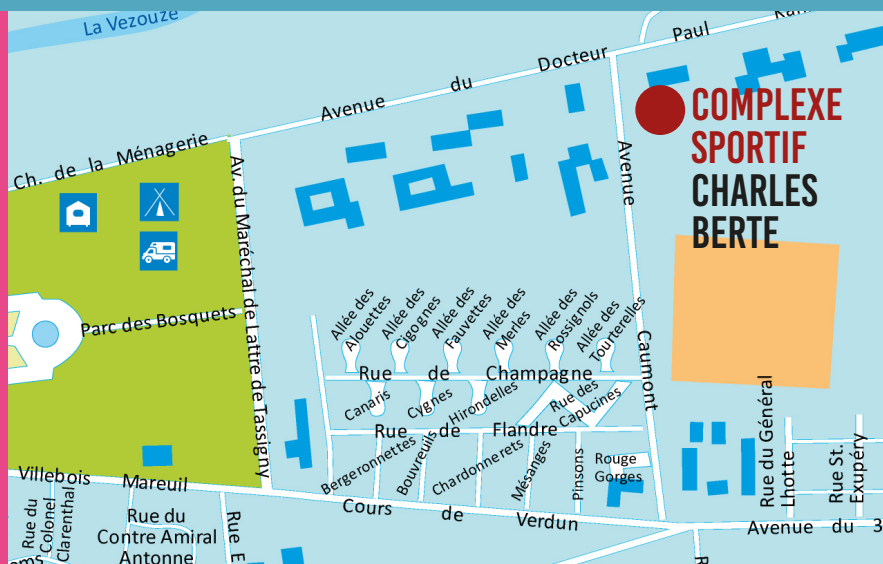 La Vezouze
Ch. de la Ménagerie
Avenue du Docteur Paul
COMPLEXE
SPORTIF
CHARLES
BERTE
Av. du Maréchal de Lattre de Tassigny
Avenue Caumont
Parc des Bosquets
Allée des
Alouettes
Allée des
Cigognes
Allée des
Fauvettes
Allée des
Merles
Allée des
Rossignols
Allée des
Tourterelles
Rue de Champagne
Canaris
Cygnes
Hirondelles
Rue des
Capucines
Rue de Flandre
Bergeronnettes
Bouvreuils
Chardonnerets
Mésanges
Pinsons
Rouge
Gorges
Rue du Général
Lhotte
Rue St.
Exupéry
Villebois Mareuil
Cours de Verdun
Avenue du 3
Rue du
Colonel
Clarenthal
Rue du
Contre Amiral
Antonne
Rue E